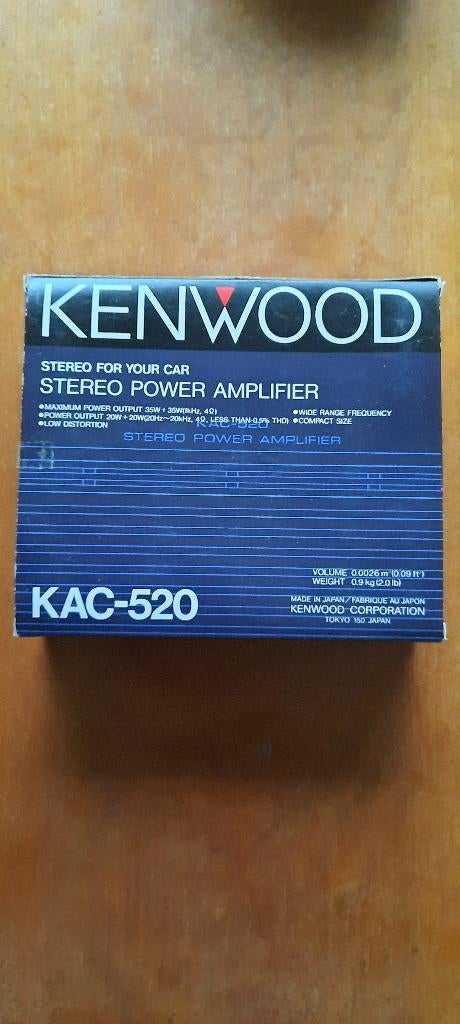 KENWOOD
STEREO FOR YOUR CAR
STEREO POWER AMPLIFIER
●MAXIMUM POWER OUTPUT 35W+35W(1kHz, 4Ω) ●WIDE RANGE FREQUENCY
●POWER OUTPUT 20W+20W(20Hz~20kHz, 4Ω, LESS THAN 0.5% THD) ●COMPACT SIZE
●LOW DISTORTION
KAC-520
STEREO POWER AMPLIFIER
VOLUME 0.0026 m³(0.09 ft³)
WEIGHT 0.9 kg(2.0 lb)
KAC-520
MADE IN JAPAN/FABRIQUE AU JAPON
KENWOOD CORPORATION
TOKYO 150 JAPAN